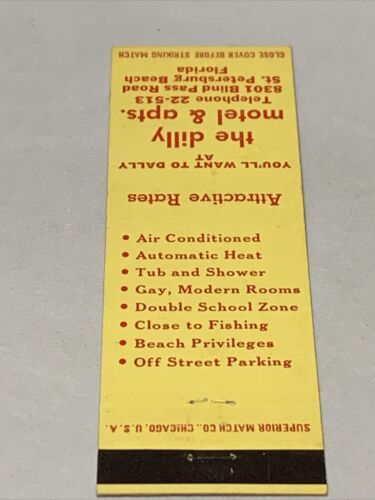 CLOSE COVER BEFORE STRIKING MATCH
Attractive Rates
YOU'LL WANT TO DALLY
AT
the dilly
motel & apts.
Telephone 22-513
8301 Blind Pass Road
St. Petersburg Beach
Florida
• Air Conditioned
• Automatic Heat
• Tub and Shower
• Gay, Modern Rooms
• Double School Zone
• Close to Fishing
• Beach Privileges
• Off Street Parking
SUPERIOR MATCH CO., CHICAGO, U.S.A.